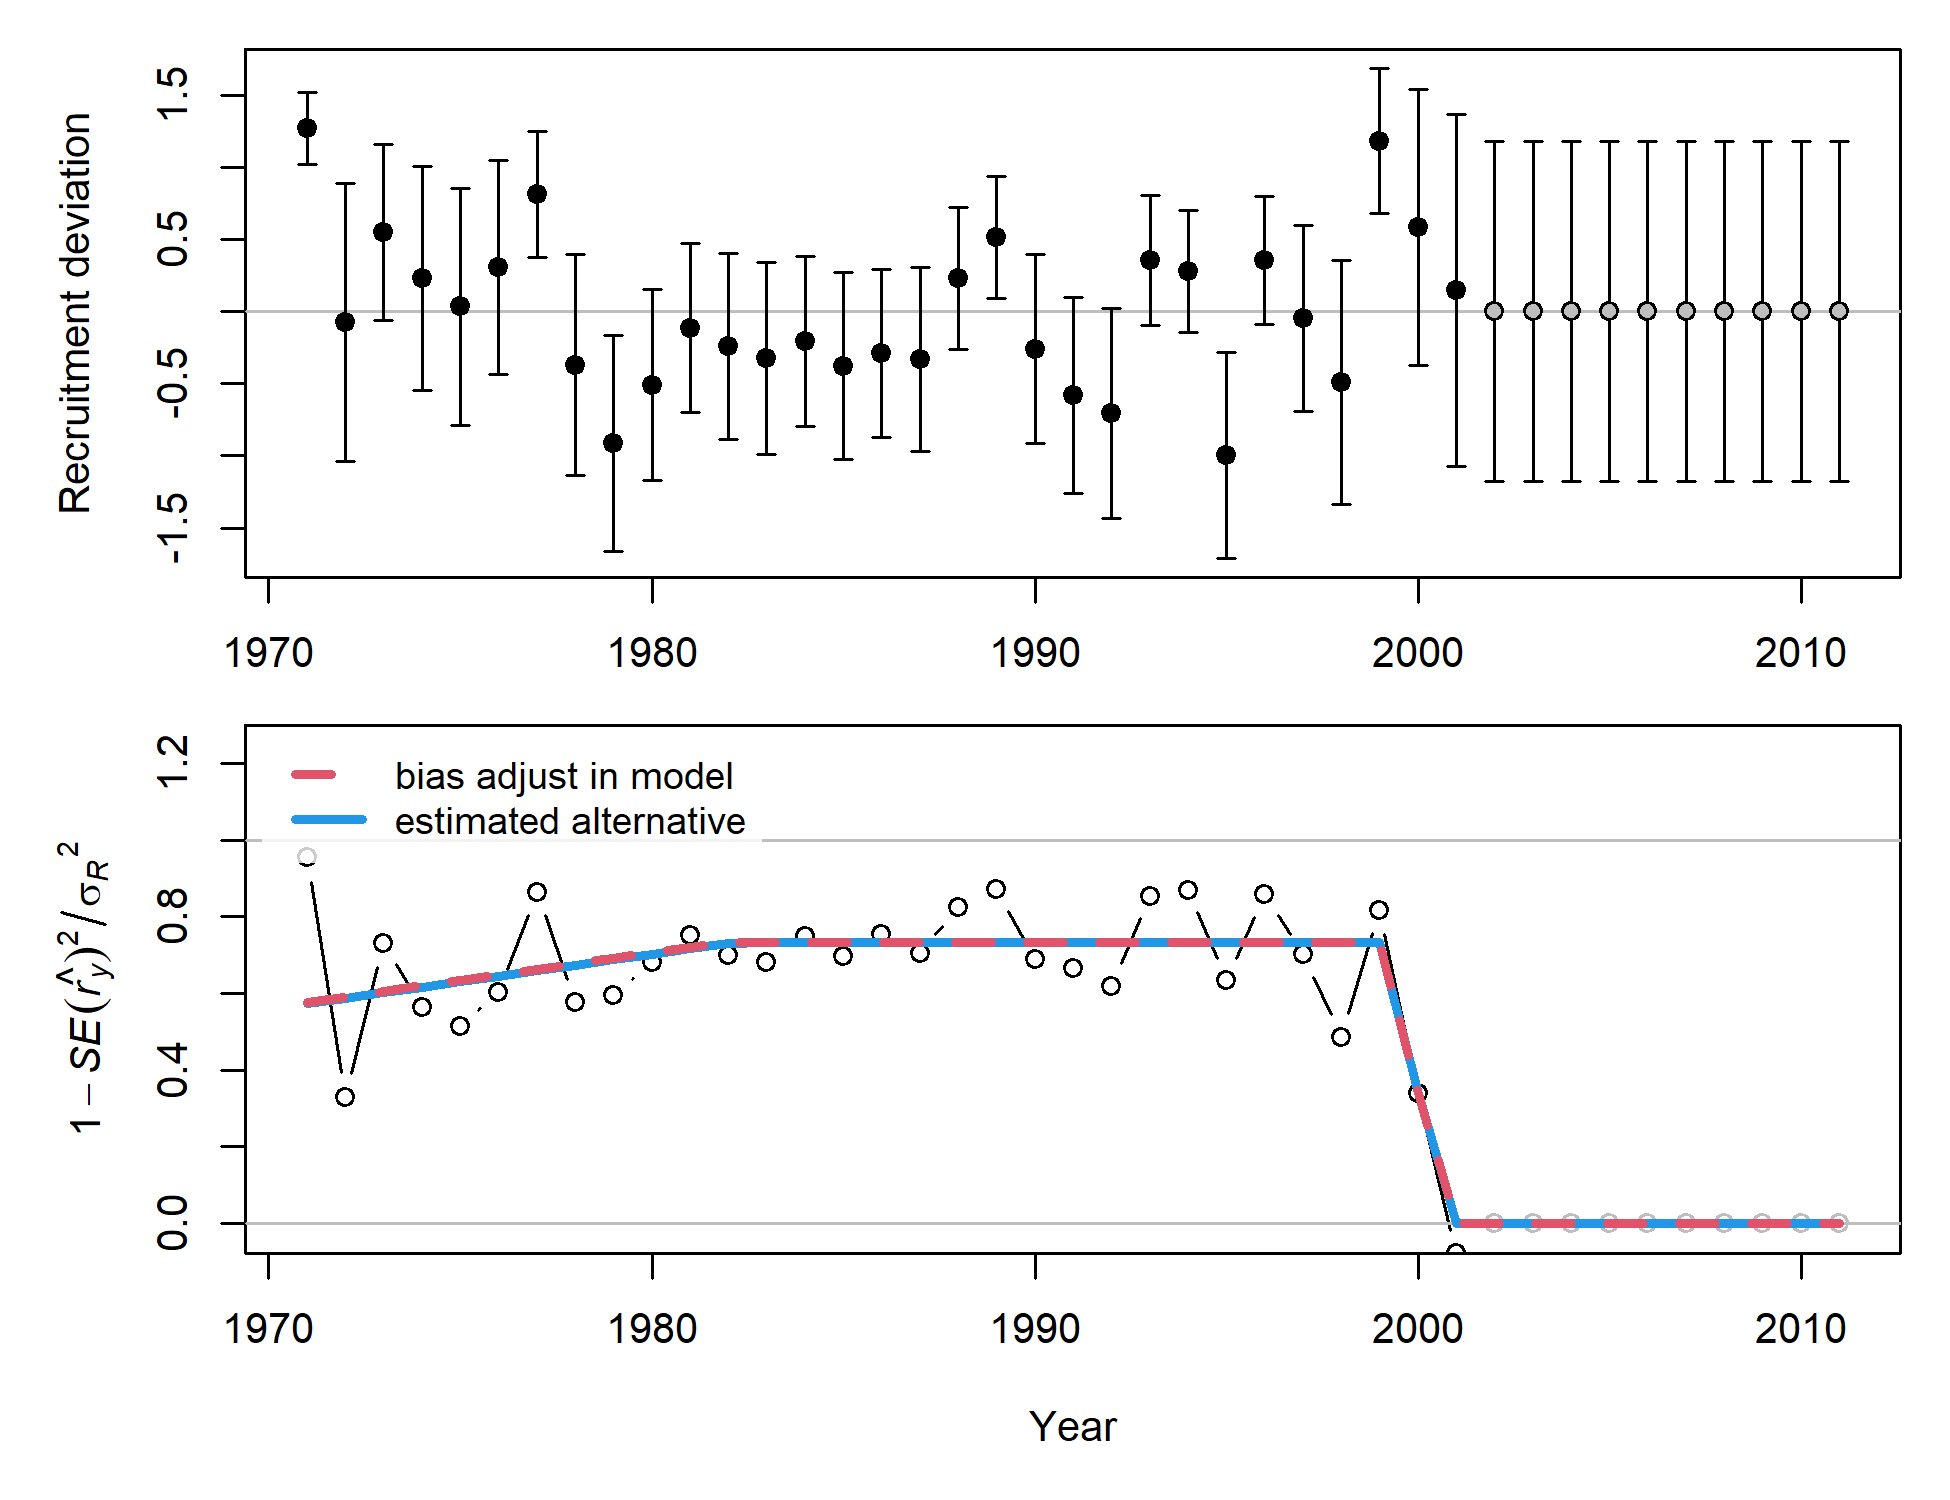 Recruitment deviation
1.5
0.5
-0.5
-1.5
1970 1980 1990 2000 2010
bias adjust in model
estimated alternative
1 − SE(r̂y)² / σR²
1.2
0.8
0.4
0.0
1970 1980 1990 2000 2010
Year